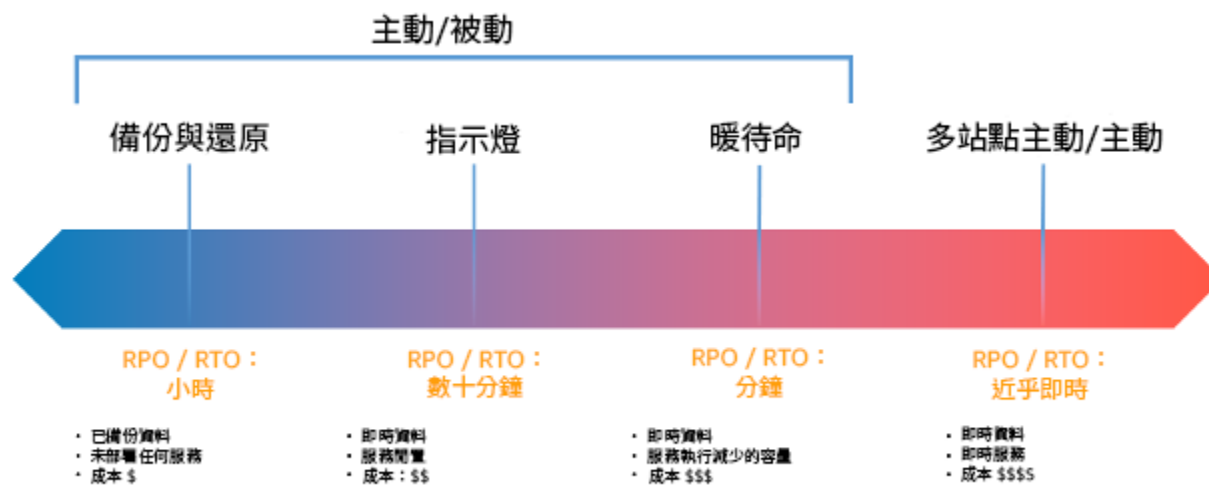 主動/被動
備份與還原
指示燈
暖待命
多站點主動/主動
RPO / RTO：
小時
RPO / RTO：
數十分鐘
RPO / RTO：
分鐘
RPO / RTO：
近乎即時
• 已備份資料
• 未部署任何服務
• 成本 $
• 即時資料
• 服務閒置
• 成本：$$
• 即時資料
• 服務執行減少的容量
• 成本 $$$
• 即時資料
• 即時服務
• 成本 $$$$